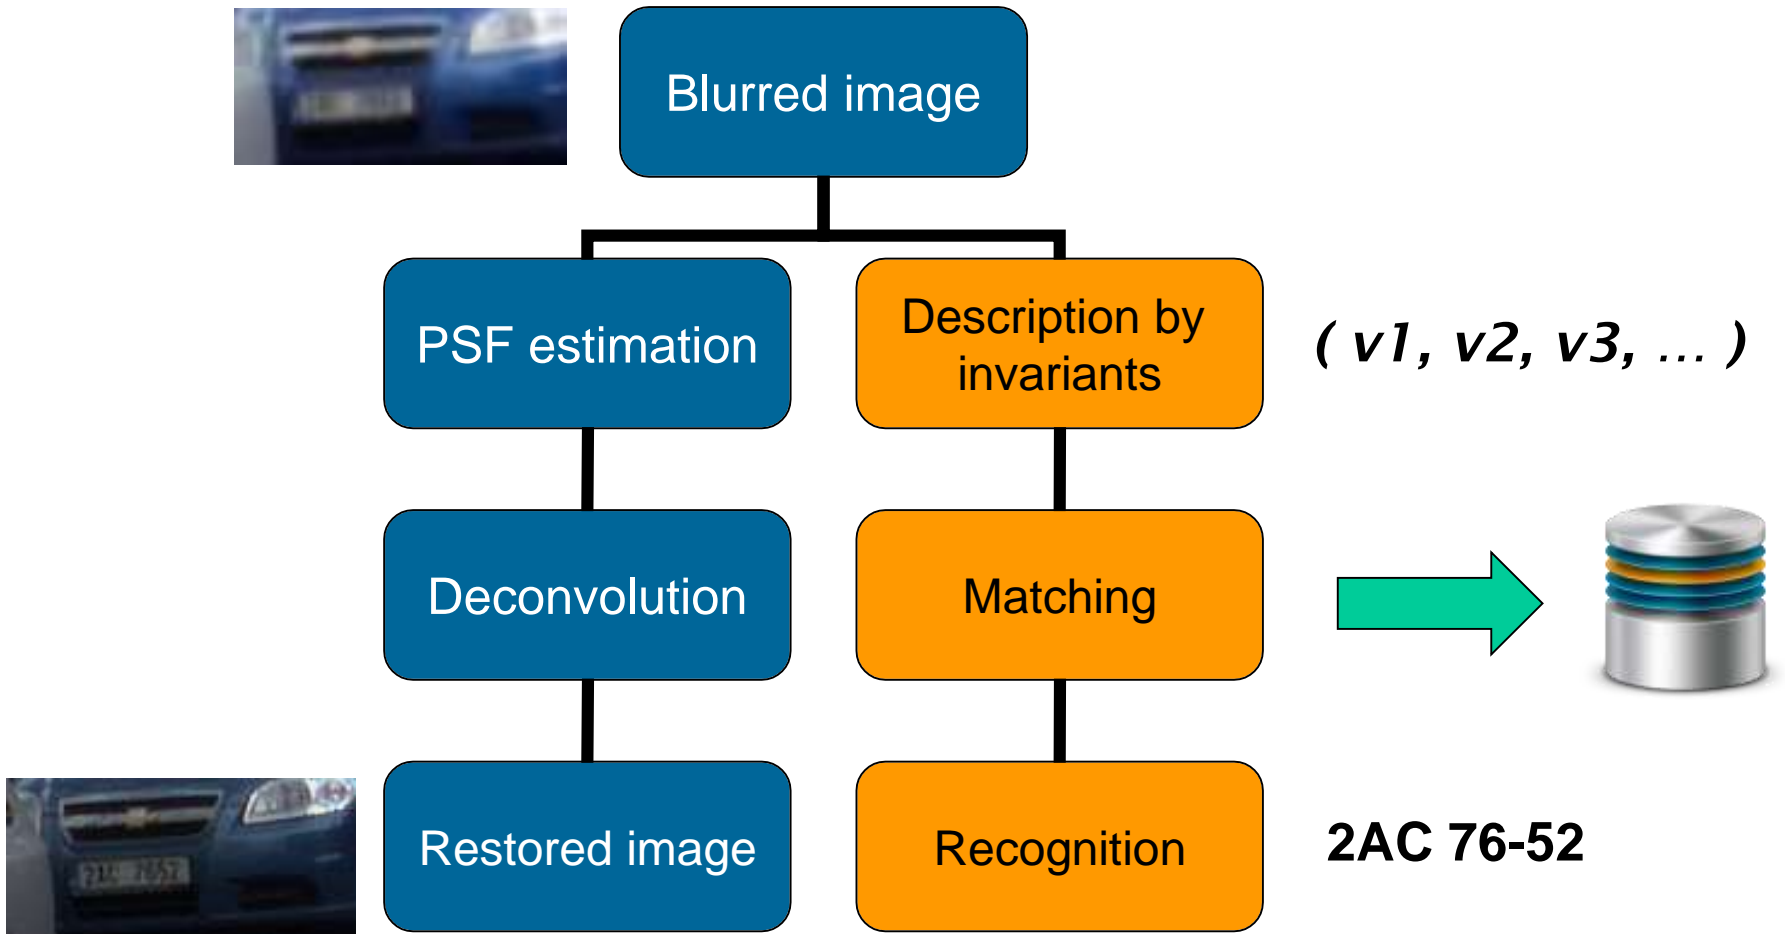 Blurred image
PSF estimation
Description by
invariants
( v1, v2, v3, ... )
Deconvolution
Matching
Restored image
Recognition
2AC 76-52